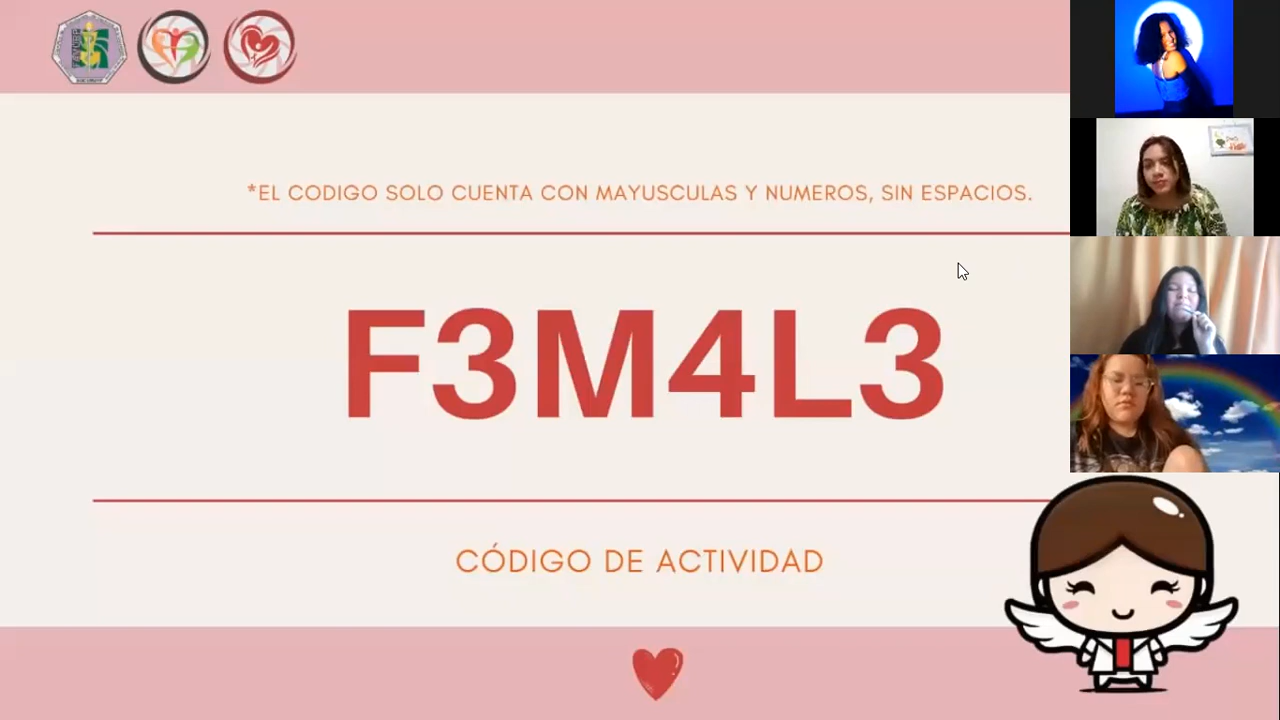 *EL CODIGO SOLO CUENTA CON MAYUSCULAS Y NUMEROS, SIN ESPACIOS.
F3M4L3
CÓDIGO DE ACTIVIDAD